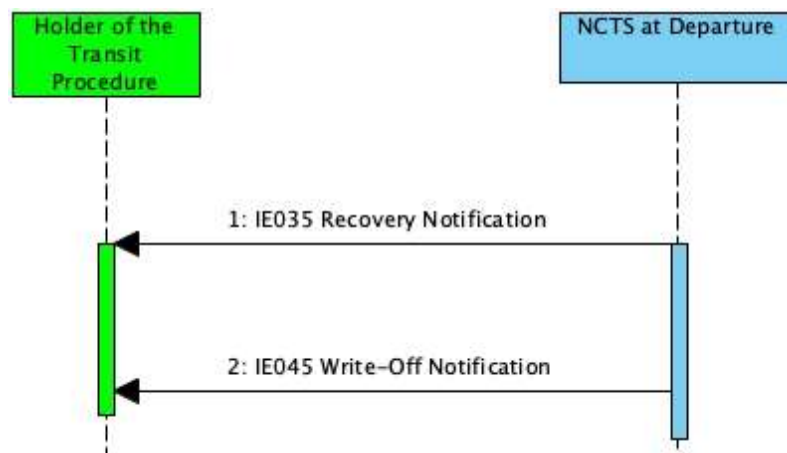 Holder of the
Transit
Procedure
NCTS at Departure
1: IE035 Recovery Notification
2: IE045 Write-Off Notification